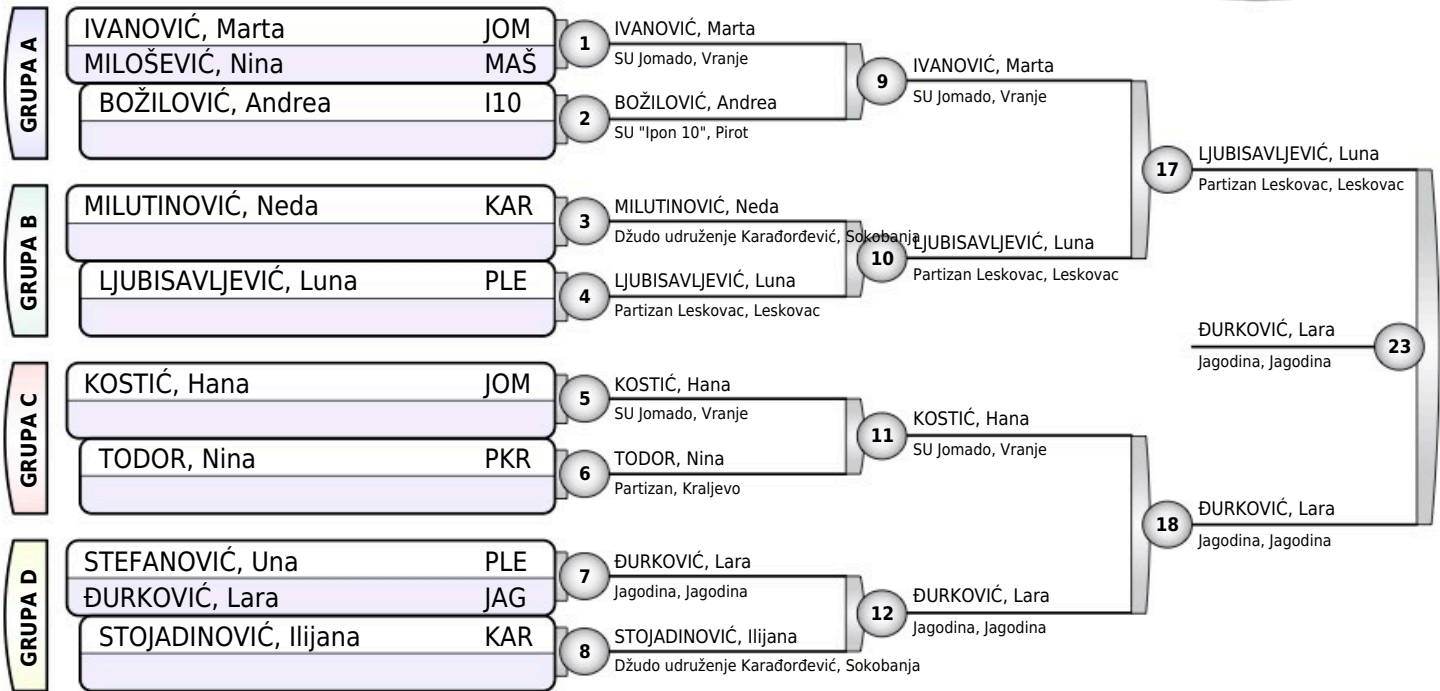 GRUPA A
IVANOVIĆ, Marta JOM
MILOŠEVIĆ, Nina MAŠ
BOŽILOVIĆ, Andrea I10
1
IVANOVIĆ, Marta
SU Jomado, Vranje
2
BOŽILOVIĆ, Andrea
SU "Ipon 10", Pirot
9
IVANOVIĆ, Marta
SU Jomado, Vranje
GRUPA B
MILUTINOVIĆ, Neda KAR
LJUBISAVLJEVIĆ, Luna PLE
3
MILUTINOVIĆ, Neda
Džudo udruženje Karađorđević, Sokobanja
4
LJUBISAVLJEVIĆ, Luna
Partizan Leskovac, Leskovac
10
LJUBISAVLJEVIĆ, Luna
Partizan Leskovac, Leskovac
17
LJUBISAVLJEVIĆ, Luna
Partizan Leskovac, Leskovac
ĐURKOVIĆ, Lara
Jagodina, Jagodina
23
GRUPA C
KOSTIĆ, Hana JOM
TODOR, Nina PKR
5
KOSTIĆ, Hana
SU Jomado, Vranje
6
TODOR, Nina
Partizan, Kraljevo
11
KOSTIĆ, Hana
SU Jomado, Vranje
GRUPA D
STEFANOVIĆ, Una PLE
ĐURKOVIĆ, Lara JAG
STOJADINOVIĆ, Ilijana KAR
7
ĐURKOVIĆ, Lara
Jagodina, Jagodina
8
STOJADINOVIĆ, Ilijana
Džudo udruženje Karađorđević, Sokobanja
12
ĐURKOVIĆ, Lara
Jagodina, Jagodina
18
ĐURKOVIĆ, Lara
Jagodina, Jagodina